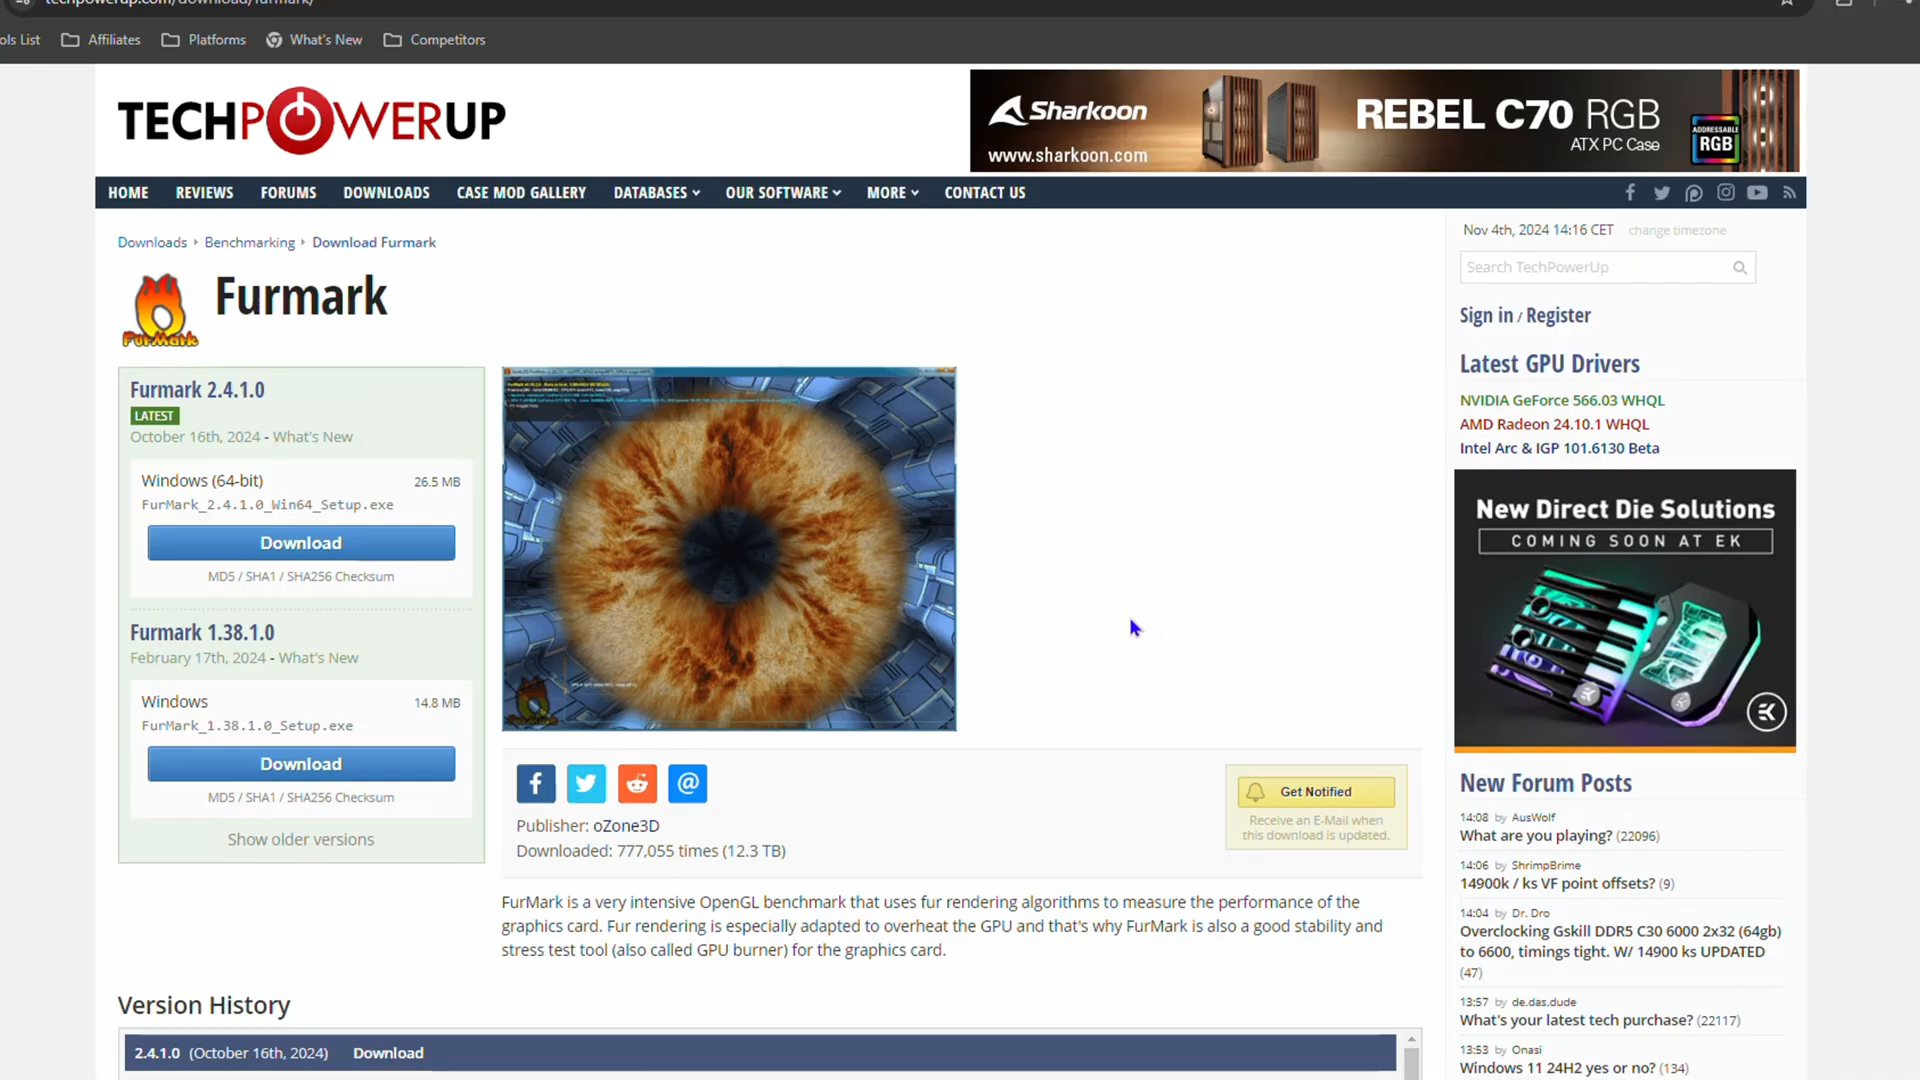 techpowerup.com/download/furmark/
ols List
Affiliates
Platforms
What's New
Competitors
TECHPOWERUP
Sharkoon
www.sharkoon.com
REBEL C70 RGB
ATX PC Case
ADDRESSABLE
RGB
HOME
REVIEWS
FORUMS
DOWNLOADS
CASE MOD GALLERY
DATABASES
OUR SOFTWARE
MORE
CONTACT US
Downloads
Benchmarking
Download Furmark
FurMark
Furmark
Furmark 2.4.1.0
LATEST
October 16th, 2024 - What's New
Windows (64-bit)
26.5 MB
FurMark_2.4.1.0_Win64_Setup.exe
Download
MD5 / SHA1 / SHA256 Checksum
Furmark 1.38.1.0
February 17th, 2024 - What's New
Windows
14.8 MB
FurMark_1.38.1.0_Setup.exe
Download
MD5 / SHA1 / SHA256 Checksum
Show older versions
@
Publisher: oZone3D
Downloaded: 777,055 times (12.3 TB)
Get Notified
Receive an E-Mail when
this download is updated.
FurMark is a very intensive OpenGL benchmark that uses fur rendering algorithms to measure the performance of the
graphics card. Fur rendering is especially adapted to overheat the GPU and that's why FurMark is also a good stability and
stress test tool (also called GPU burner) for the graphics card.
Version History
2.4.1.0 (October 16th, 2024) Download
Nov 4th, 2024 14:16 CET change timezone
Search TechPowerUp
Sign in / Register
Latest GPU Drivers
NVIDIA GeForce 566.03 WHQL
AMD Radeon 24.10.1 WHQL
Intel Arc & IGP 101.6130 Beta
New Direct Die Solutions
COMING SOON AT EK
New Forum Posts
14:08 by AusWolf
What are you playing? (22096)
14:06 by ShrimpBrime
14900k / ks VF point offsets? (9)
14:04 by Dr. Dro
Overclocking Gskill DDR5 C30 6000 2x32 (64gb)
to 6600, timings tight. W/ 14900 ks UPDATED
(47)
13:57 by de.das.dude
What's your latest tech purchase? (22117)
13:53 by Onasi
Windows 11 24H2 yes or no? (134)